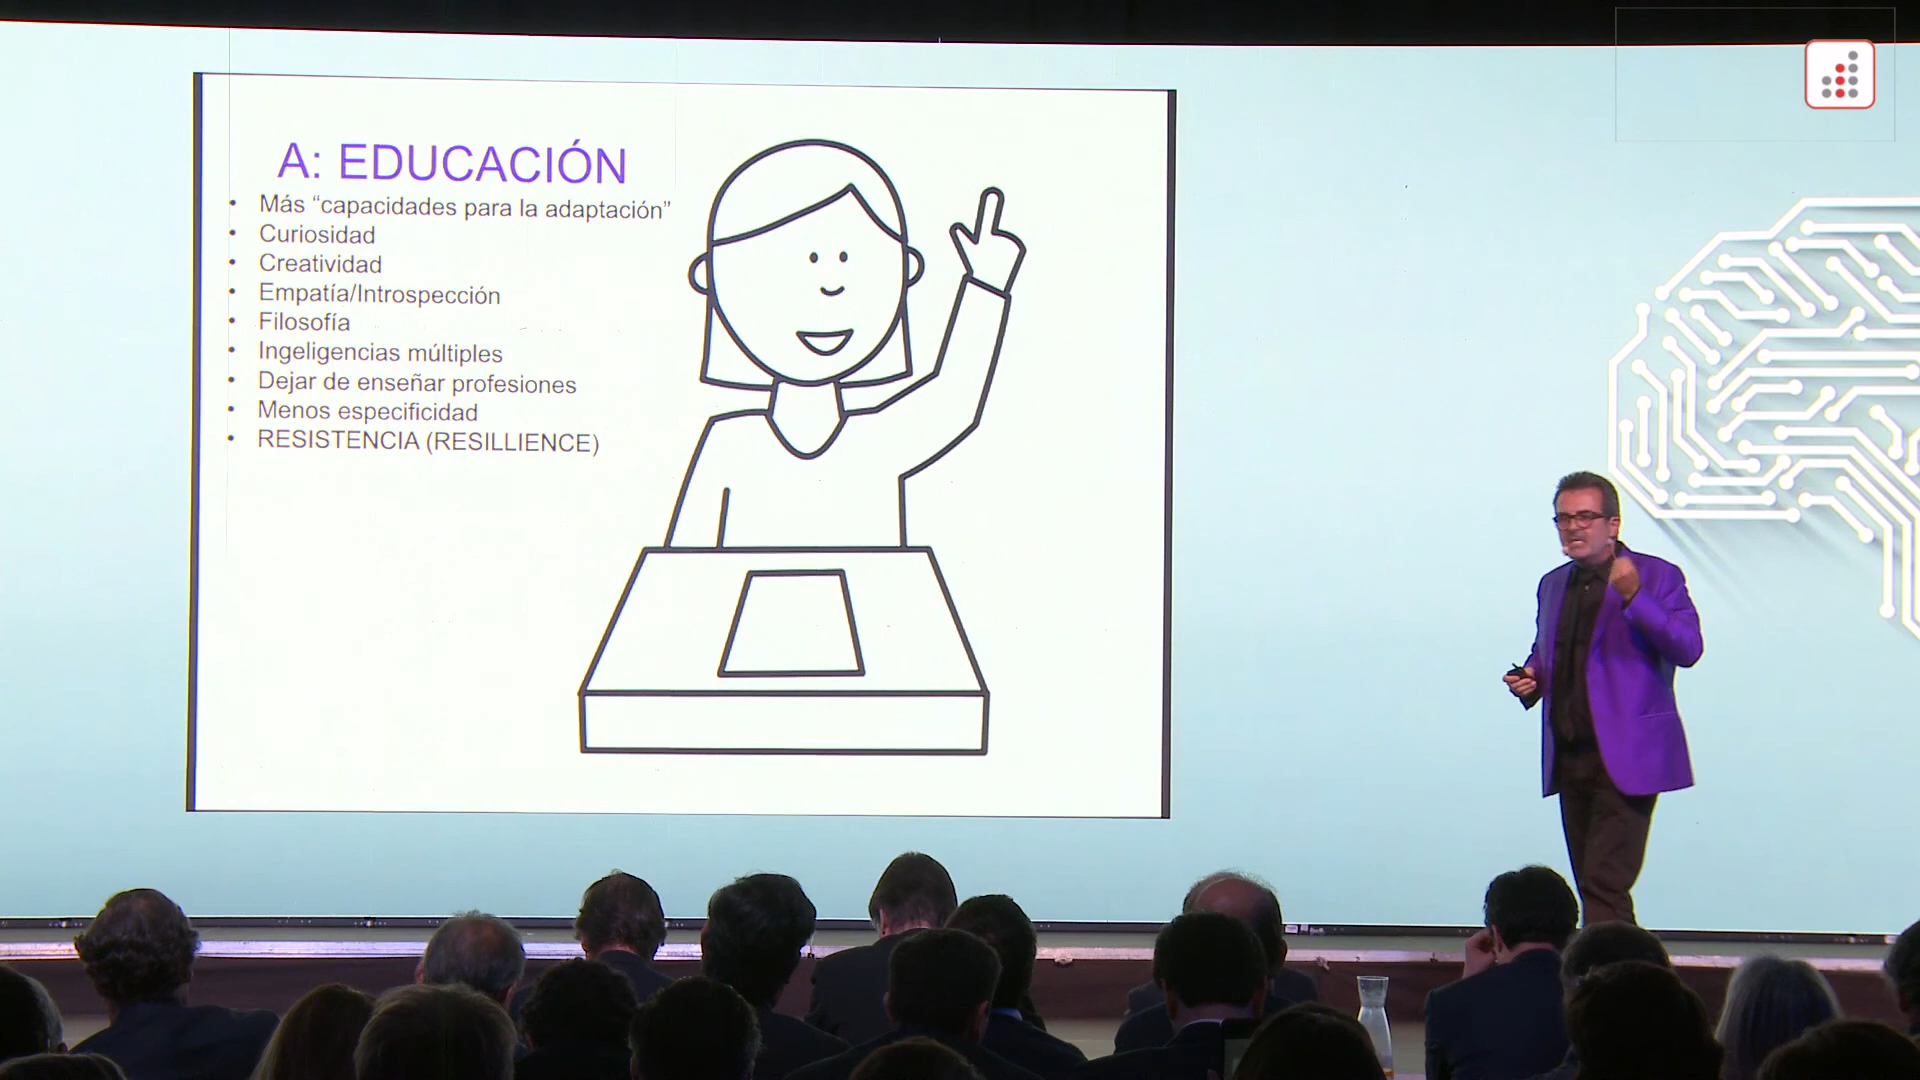 A: EDUCACIÓN
• Más “capacidades para la adaptación”
• Curiosidad
• Creatividad
• Empatía/Introspección
• Filosofía
• Ingeligencias múltiples
• Dejar de enseñar profesiones
• Menos especificidad
• RESISTENCIA (RESILLIENCE)